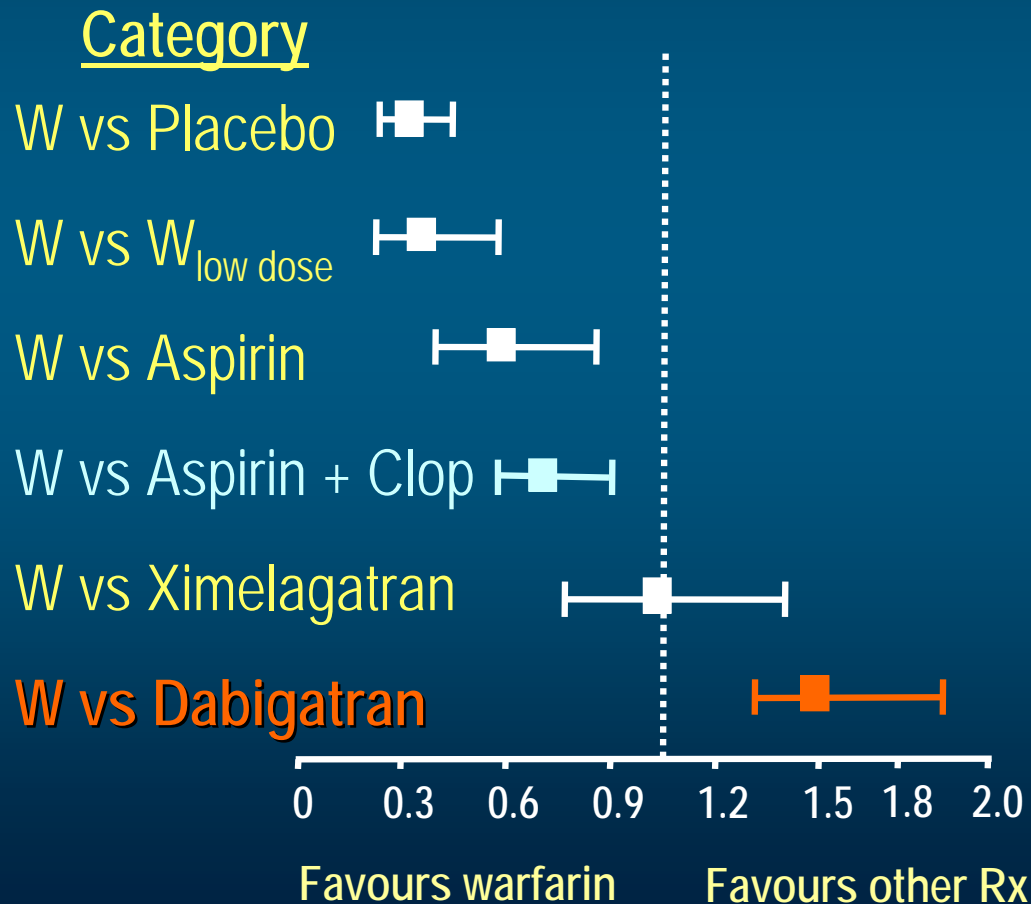 Category
W vs Placebo
W vs W low dose
W vs Aspirin
W vs Aspirin + Clop
W vs Ximelagatran
W vs Dabigatran
0 0.3 0.6 0.9 1.2 1.5 1.8 2.0
Favours warfarin Favours other Rx